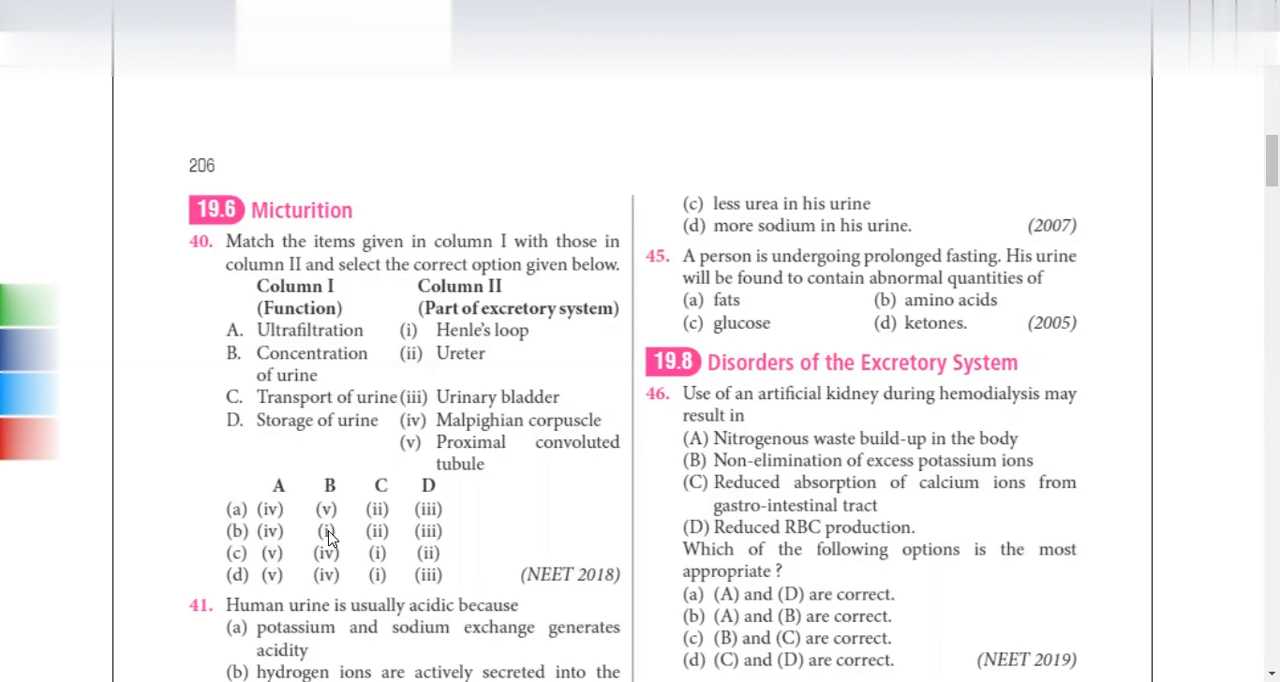 206
19.6 Micturition
40. Match the items given in column I with those in
column II and select the correct option given below.
Column I Column II
(Function) (Part of excretory system)
A. Ultrafiltration (i) Henle's loop
B. Concentration (ii) Ureter
of urine
C. Transport of urine (iii) Urinary bladder
D. Storage of urine (iv) Malpighian corpuscle
(v) Proximal convoluted
tubule
A B C D
(a) (iv) (v) (ii) (iii)
(b) (iv) (i) (ii) (iii)
(c) (v) (iv) (i) (ii)
(d) (v) (iv) (i) (iii) (NEET 2018)
41. Human urine is usually acidic because
(a) potassium and sodium exchange generates
acidity
(b) hydrogen ions are actively secreted into the
(c) less urea in his urine
(d) more sodium in his urine. (2007)
45. A person is undergoing prolonged fasting. His urine
will be found to contain abnormal quantities of
(a) fats (b) amino acids
(c) glucose (d) ketones. (2005)
19.8 Disorders of the Excretory System
46. Use of an artificial kidney during hemodialysis may
result in
(A) Nitrogenous waste build-up in the body
(B) Non-elimination of excess potassium ions
(C) Reduced absorption of calcium ions from
gastro-intestinal tract
(D) Reduced RBC production.
Which of the following options is the most
appropriate ?
(a) (A) and (D) are correct.
(b) (A) and (B) are correct.
(c) (B) and (C) are correct.
(d) (C) and (D) are correct. (NEET 2019)